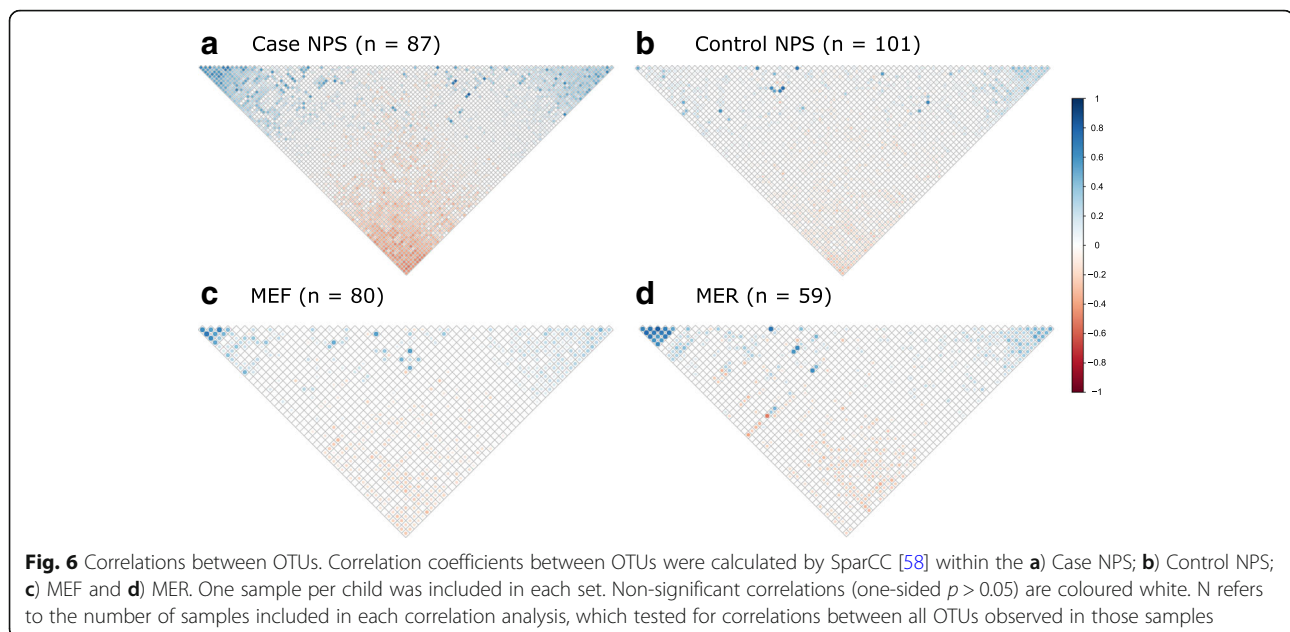 a Case NPS (n = 87)
b Control NPS (n = 101)
1
0.8
0.6
0.4
0.2
0
−0.2
−0.4
−0.6
−0.8
−1
c MEF (n = 80)
d MER (n = 59)
Fig. 6 Correlations between OTUs. Correlation coefficients between OTUs were calculated by SparCC [58] within the a) Case NPS; b) Control NPS;
c) MEF and d) MER. One sample per child was included in each set. Non-significant correlations (one-sided p > 0.05) are coloured white. N refers
to the number of samples included in each correlation analysis, which tested for correlations between all OTUs observed in those samples